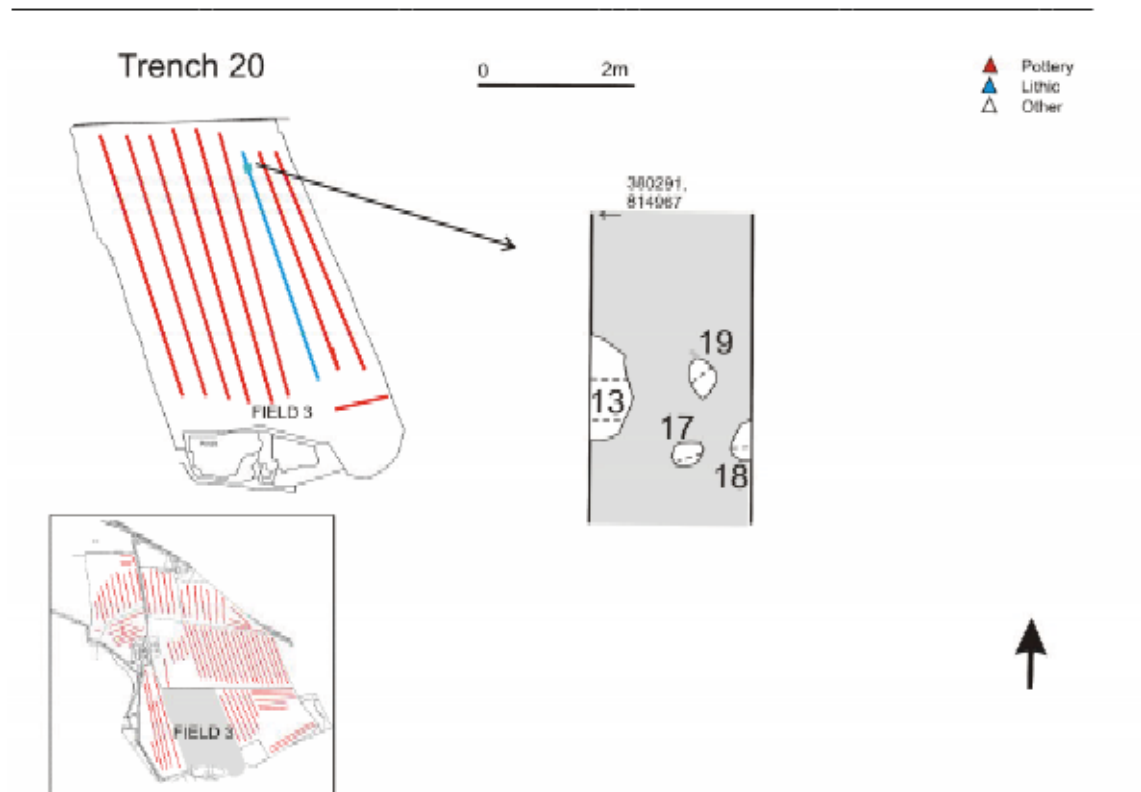 Trench 20
0 2m
Pottery
Lithic
Other
380291,
814967
19
13
17
18
FIELD 3
FIELD 3